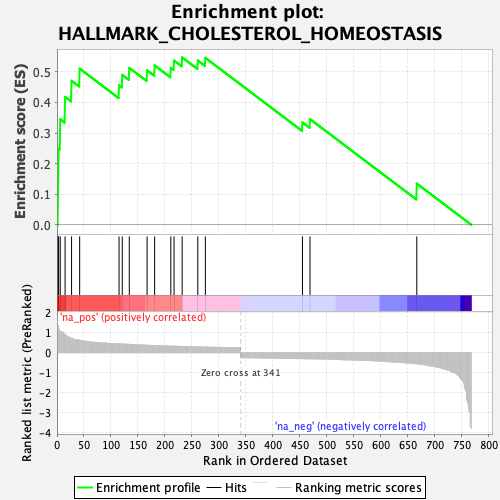 Enrichment plot:
HALLMARK_CHOLESTEROL_HOMEOSTASIS
Enrichment score (ES)
0.5
0.4
0.3
0.2
0.1
0.0
'na_pos' (positively correlated)
Ranked list metric (PreRanked)
2
1
0
-1
-2
-3
-4
Zero cross at 341
'na_neg' (negatively correlated)
0 50 100 150 200 250 300 350 400 450 500 550 600 650 700 750 800
Rank in Ordered Dataset
Enrichment profile Hits Ranking metric scores